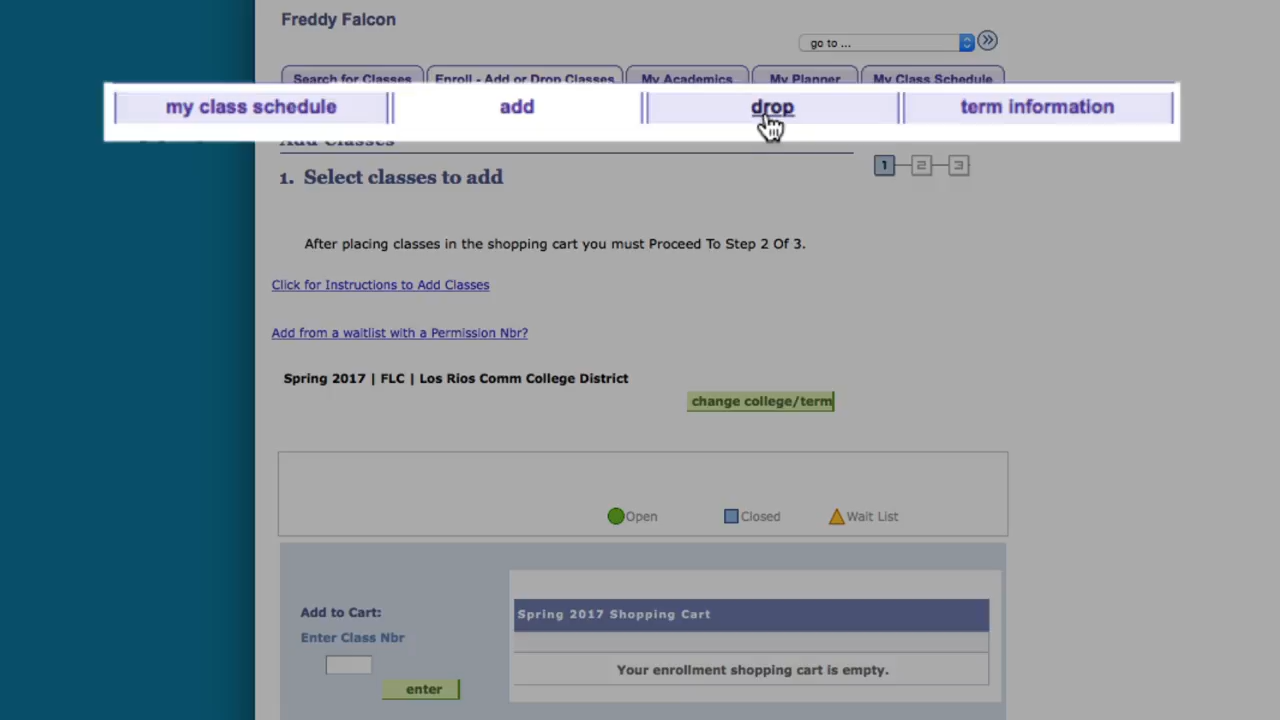 Freddy Falcon
go to ...
Search for Classes Enroll - Add or Drop Classes My Academics My Planner My Class Schedule
my class schedule add drop term information
Add Classes
1 2 3
1. Select classes to add
After placing classes in the shopping cart you must Proceed To Step 2 Of 3.
Click for Instructions to Add Classes
Add from a waitlist with a Permission Nbr?
Spring 2017 | FLC | Los Rios Comm College District
change college/term
Open Closed Wait List
Add to Cart:
Enter Class Nbr
enter
Spring 2017 Shopping Cart
Your enrollment shopping cart is empty.